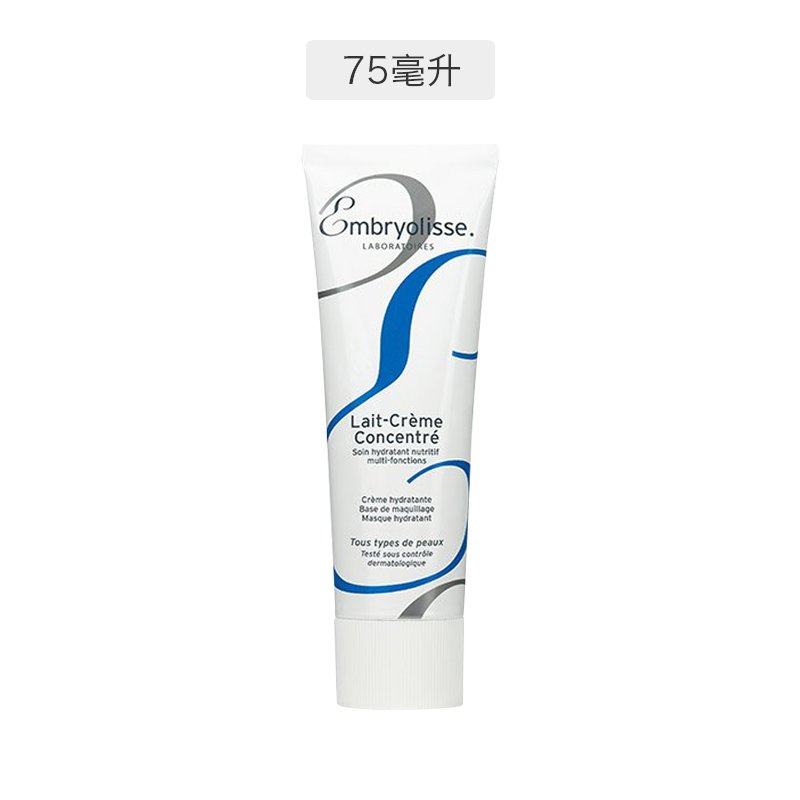 75毫升
Embryolisse.
LABORATOIRES
Lait-Crème
Concentré
Soin hydratant nutritif
multi-fonctions
Crème hydratante
Base de maquillage
Masque hydratant
Tous types de peaux
Testé sous contrôle
dermatologique